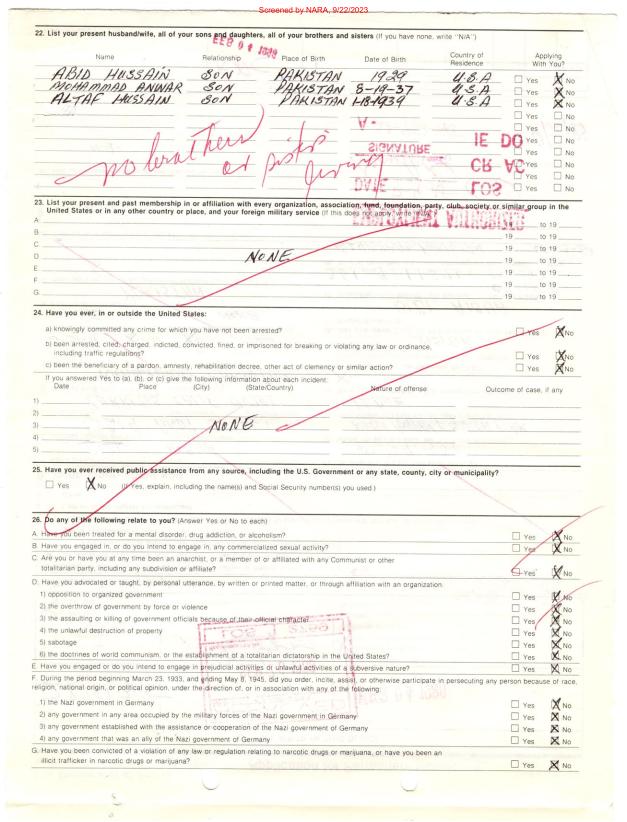 Screened by NARA, 9/22/2023
22. List your present husband/wife, all of your sons and daughters, all of your brothers and sisters (If you have none, write "N/A")
FEB 04
Name Relationship Place of Birth Date of Birth Country of Residence Applying With You?
ABID HUSSAIN SON PAKISTAN 1929 U.S.A Yes X No
MOHAMMAD ANWAR SON PAKISTAN 8-19-37 U.S.A Yes X No
ALTAF HUSSAIN SON PAKISTAN 1-8-1939 U.S.A Yes X No
Yes No
Yes No
A- Yes No
no brothers IE DO Yes No
or sisters SIGNATURE Yes No
living CR AC Yes No
DATE LOS Yes No
23. List your present and past membership in or affiliation with every organization, association, fund, foundation, party, club, society or similar group in the
United States or in any other country or place, and your foreign military service (If this does not apply, write "N/A")
A. 19 to 19
B. 19 to 19
C. 19 to 19
D. NONE 19 to 19
E. 19 to 19
F. 19 to 19
G. 19 to 19
24. Have you ever, in or outside the United States:
a) knowingly committed any crime for which you have not been arrested? Yes X No
b) been arrested, cited, charged, indicted, convicted, fined, or imprisoned for breaking or violating any law or ordinance,
including traffic regulations? Yes X No
c) been the beneficiary of a pardon, amnesty, rehabilitation decree, other act of clemency or similar action? Yes X No
If you answered Yes to (a), (b), or (c) give the following information about each incident:
Date Place (City) (State/Country) Nature of offense Outcome of case, if any
1)
2)
3) NONE
4)
5)
25. Have you ever received public assistance from any source, including the U.S. Government or any state, county, city or municipality?
Yes X No (If Yes, explain, including the name(s) and Social Security number(s) you used.)
26. Do any of the following relate to you? (Answer Yes or No to each)
A. Have you been treated for a mental disorder, drug addiction, or alcoholism? Yes X No
B. Have you engaged in, or do you intend to engage in, any commercialized sexual activity? Yes X No
C. Are you or have you at any time been an anarchist, or a member of or affiliated with any Communist or other
totalitarian party, including any subdivision or affiliate? Yes X No
D. Have you advocated or taught, by personal utterance, by written or printed matter, or through affiliation with an organization:
1) opposition to organized government Yes X No
2) the overthrow of government by force or violence Yes X No
3) the assaulting or killing of government officials because of their official character Yes X No
4) the unlawful destruction of property Yes X No
5) sabotage Yes X No
6) the doctrines of world communism, or the establishment of a totalitarian dictatorship in the United States? Yes X No
E. Have you engaged or do you intend to engage in prejudicial activities or unlawful activities of a subversive nature? Yes X No
F. During the period beginning March 23, 1933, and ending May 8, 1945, did you order, incite, assist, or otherwise participate in persecuting any person because of race,
religion, national origin, or political opinion, under the direction of, or in association with any of the following:
1) the Nazi government in Germany Yes X No
2) any government in any area occupied by the military forces of the Nazi government in Germany Yes X No
3) any government established with the assistance or cooperation of the Nazi government of Germany Yes X No
4) any government that was an ally of the Nazi government of Germany Yes X No
G. Have you been convicted of a violation of any law or regulation relating to narcotic drugs or marijuana, or have you been an
illicit trafficker in narcotic drugs or marijuana? Yes X No